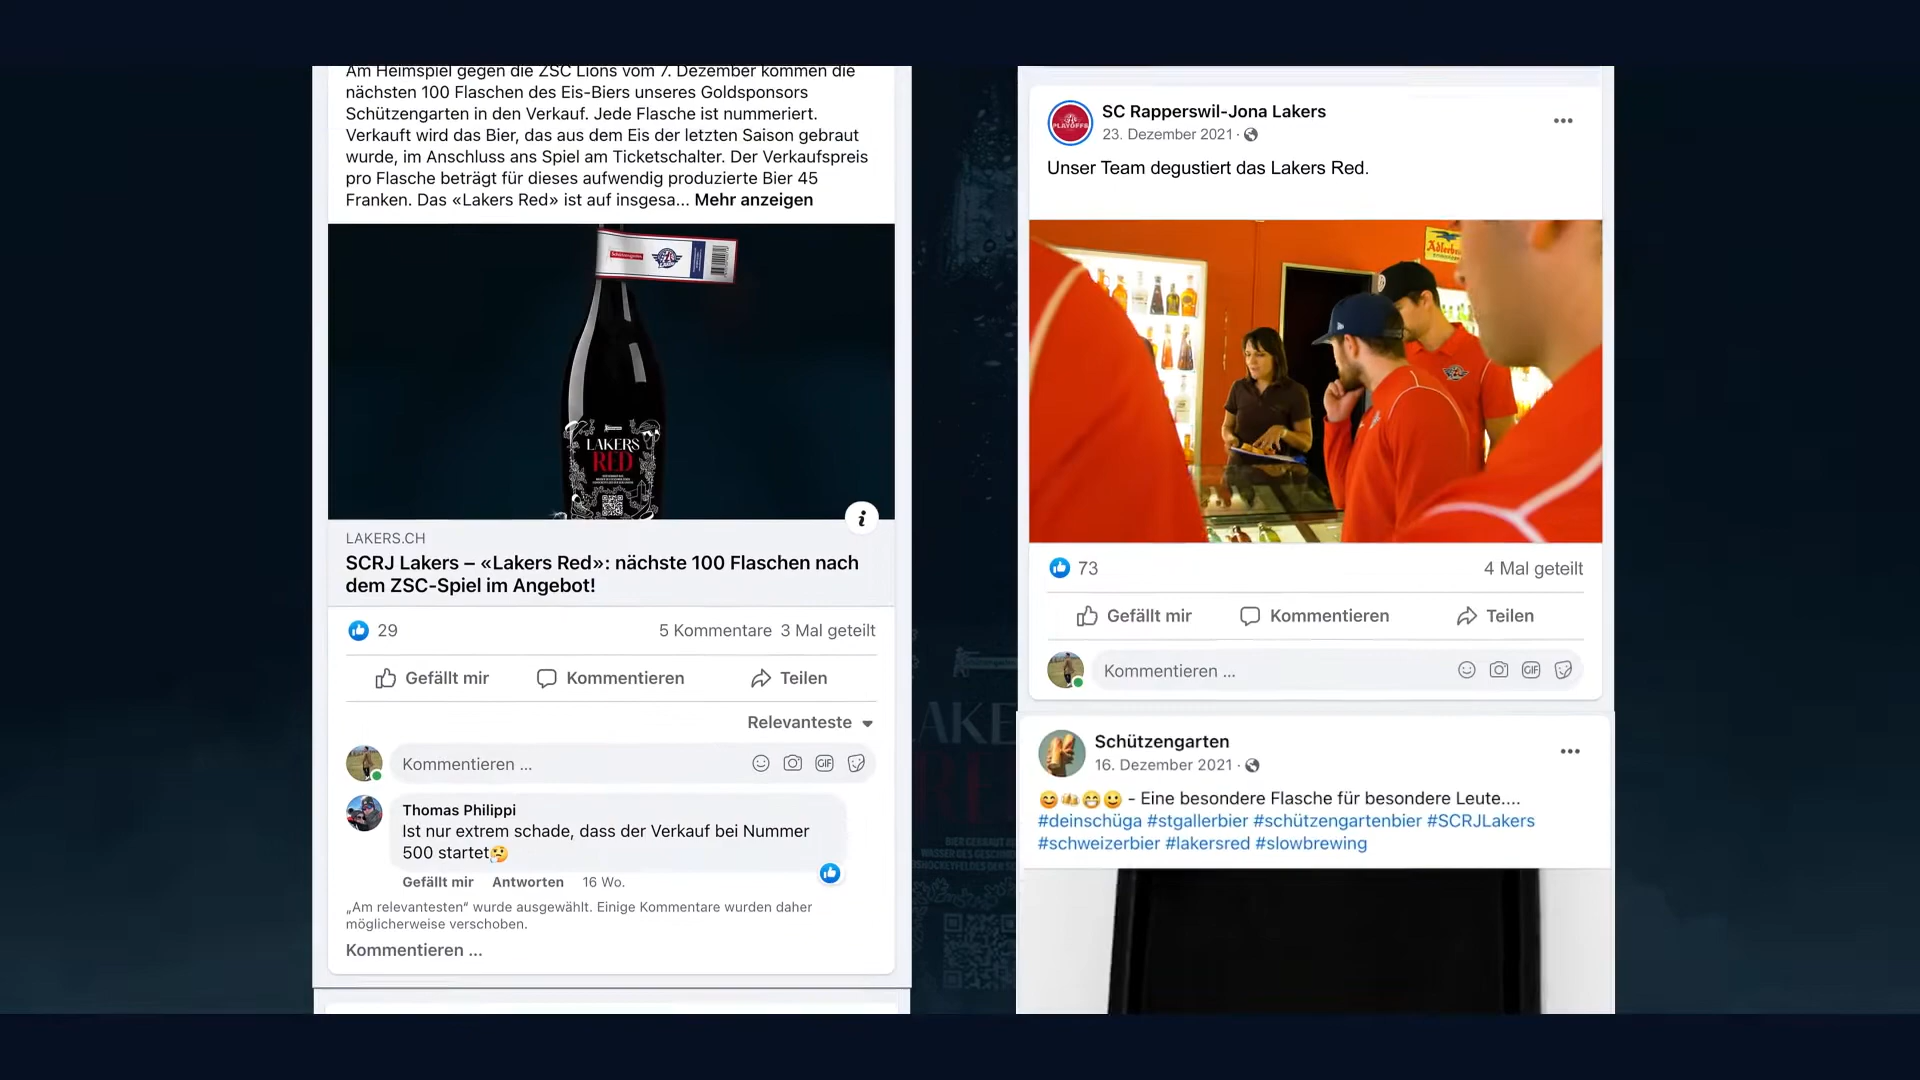 Am Heimspiel gegen die ZSC Lions vom 7. Dezember kommen die
nächsten 100 Flaschen des Eis-Biers unseres Goldsponsors
Schützengarten in den Verkauf. Jede Flasche ist nummeriert.
Verkauft wird das Bier, das aus dem Eis der letzten Saison gebraut
wurde, im Anschluss ans Spiel am Ticketschalter. Der Verkaufspreis
pro Flasche beträgt für dieses aufwendig produzierte Bier 45
Franken. Das «Lakers Red» ist auf insgesa... Mehr anzeigen
Schützengarten
LAKERS
RED
LAKERS.CH
SCRJ Lakers – «Lakers Red»: nächste 100 Flaschen nach
dem ZSC-Spiel im Angebot!
29
5 Kommentare 3 Mal geteilt
Gefällt mir Kommentieren Teilen
Relevanteste
Kommentieren ...
GIF
Thomas Philippi
Ist nur extrem schade, dass der Verkauf bei Nummer
500 startet🤔
Gefällt mir Antworten 16 Wo.
„Am relevantesten“ wurde ausgewählt. Einige Kommentare wurden daher
möglicherweise verschoben.
Kommentieren ...
PLAYOFFS
SC Rapperswil-Jona Lakers
23. Dezember 2021 ·
Unser Team degustiert das Lakers Red.
73
4 Mal geteilt
Gefällt mir Kommentieren Teilen
Kommentieren ...
GIF
Schützengarten
16. Dezember 2021 ·
😊🍻😁🙂 - Eine besondere Flasche für besondere Leute....
#deinschüga #stgallerbier #schützengartenbier #SCRJLakers
#schweizerbier #lakersred #slowbrewing